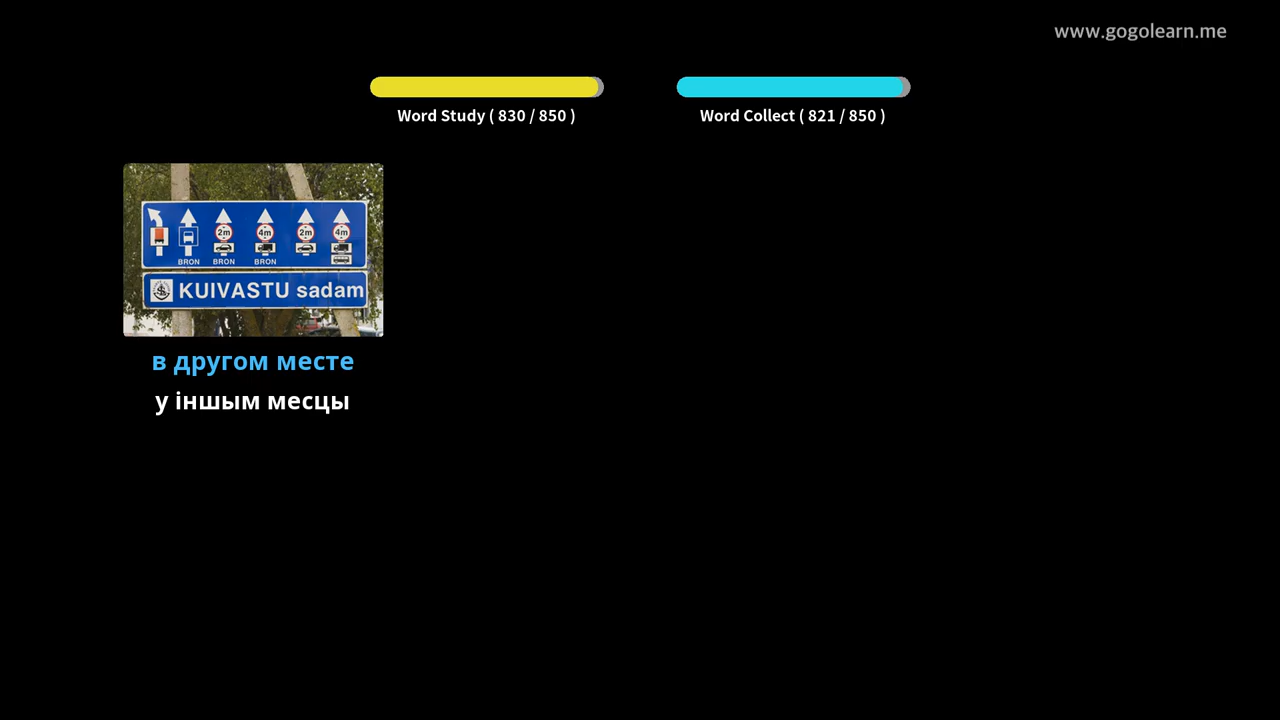 www.gogolearn.me
Word Study ( 830 / 850 )
Word Collect ( 821 / 850 )
2m 4m 2m 4m
BRON BRON BRON
KUIVASTU sadam
в другом месте
у іншым месцы